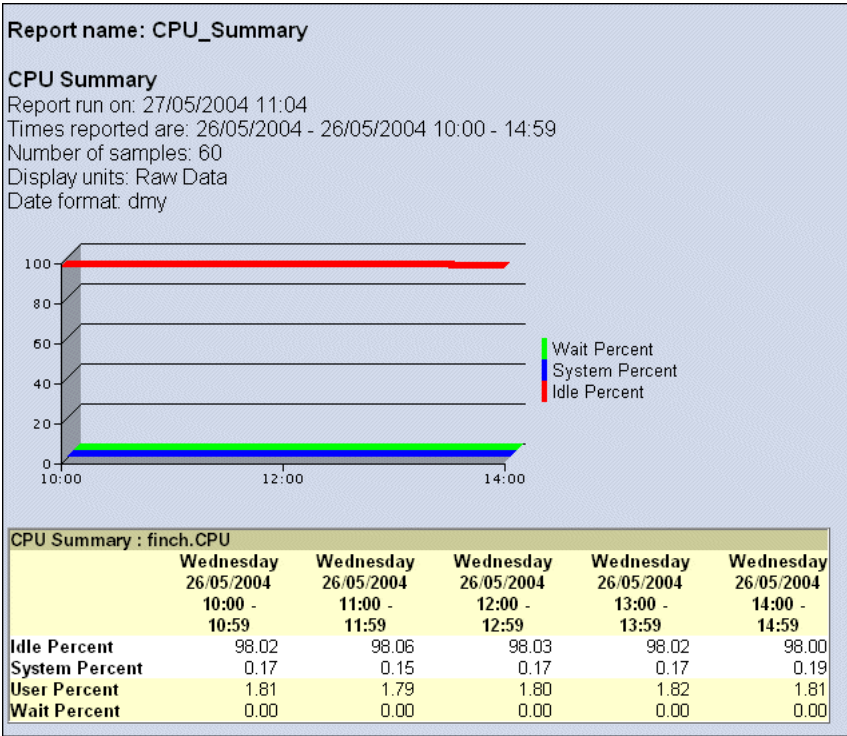 Report name: CPU_Summary
CPU Summary
Report run on: 27/05/2004 11:04
Times reported are: 26/05/2004 - 26/05/2004 10:00 - 14:59
Number of samples: 60
Display units: Raw Data
Date format: dmy
100
80
60
40
20
0
10:00 12:00 14:00
Wait Percent
System Percent
Idle Percent
CPU Summary : finch.CPU
Wednesday Wednesday Wednesday Wednesday Wednesday
26/05/2004 26/05/2004 26/05/2004 26/05/2004 26/05/2004
10:00 - 11:00 - 12:00 - 13:00 - 14:00 -
10:59 11:59 12:59 13:59 14:59
Idle Percent 98.02 98.06 98.03 98.02 98.00
System Percent 0.17 0.15 0.17 0.17 0.19
User Percent 1.81 1.79 1.80 1.82 1.81
Wait Percent 0.00 0.00 0.00 0.00 0.00